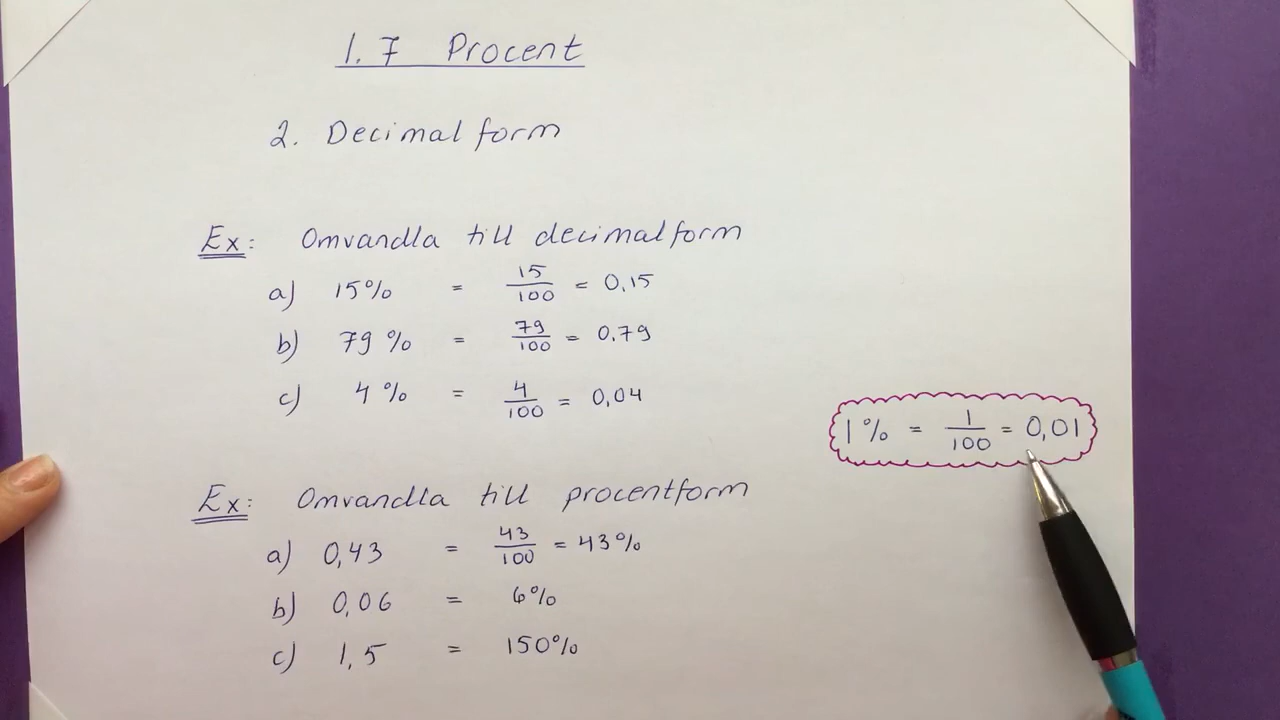 1.7 Procent
2. Decimalform
Ex: Omvandla till decimalform
a) 15% = 15/100 = 0,15
b) 79% = 79/100 = 0,79
c) 4% = 4/100 = 0,04
1% = 1/100 = 0,01
Ex: Omvandla till procentform
a) 0,43 = 43/100 = 43%
b) 0,06 = 6%
c) 1,5 = 150%